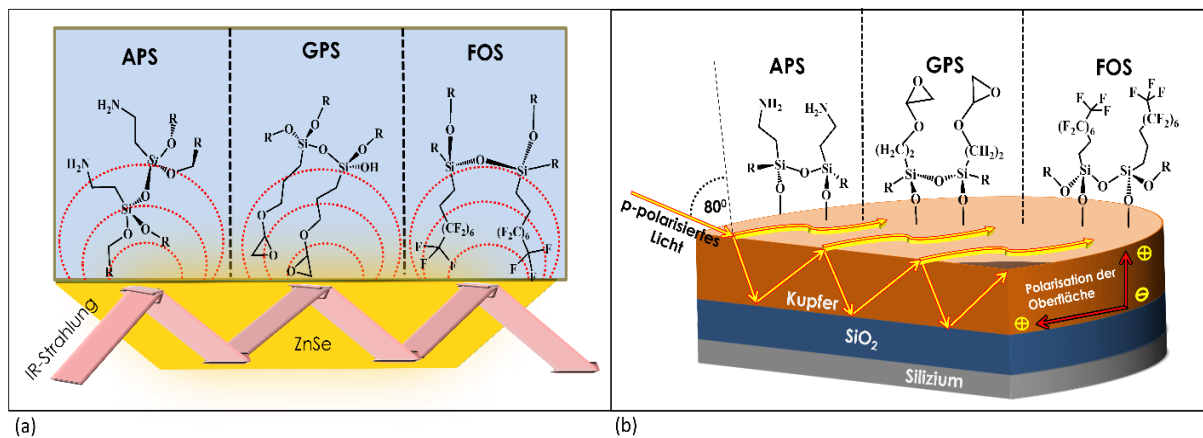 APS
GPS
FOS
H₂N
R
O
Si
O
R
O
H₂N
Si
O
R
O
R
R
O
R
O
Si
O
R
O
Si
OH
O
O
O
O
R
O
R
O
R
Si
O
Si
R
(CF₂)₆
(F₂C)₆
F
F
F
F
F
F
IR-Strahlung
ZnSe
(a)
APS
GPS
FOS
NH₂
H₂N
R
Si
O
Si
R
O
O
O
O
O
O
(H₂C)₂
(CH₂)₂
R
Si
O
Si
R
O
O
F
F
F
(F₂C)₆
F
F
F
(CF₂)₆
R
O
Si
O
Si
O
R
O
O
80⁰
p-polarisiertes
Licht
Kupfer
SiO₂
Silizium
Polarisation der
Oberfläche
⊕
⊖
⊕
(b)